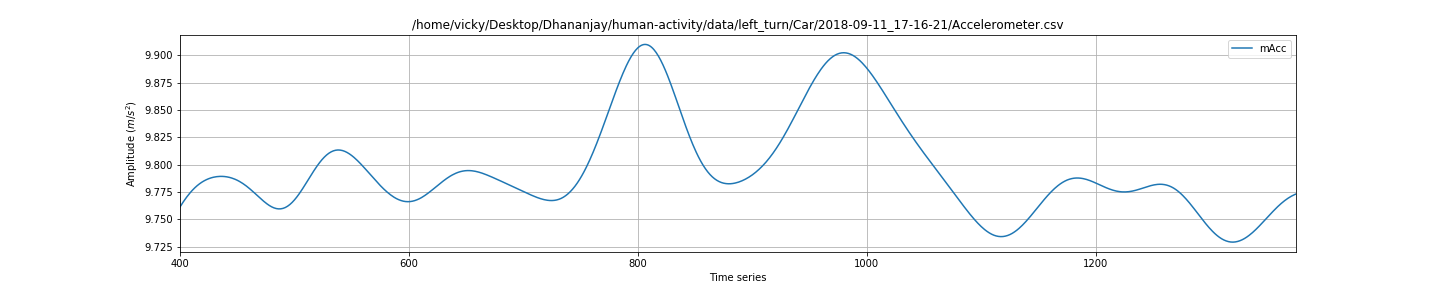 /home/vicky/Desktop/Dhananjay/human-activity/data/left_turn/Car/2018-09-11_17-16-21/Accelerometer.csv
mAcc
Amplitude (m/s²)
9.900
9.875
9.850
9.825
9.800
9.775
9.750
9.725
400 600 800 1000 1200
Time series